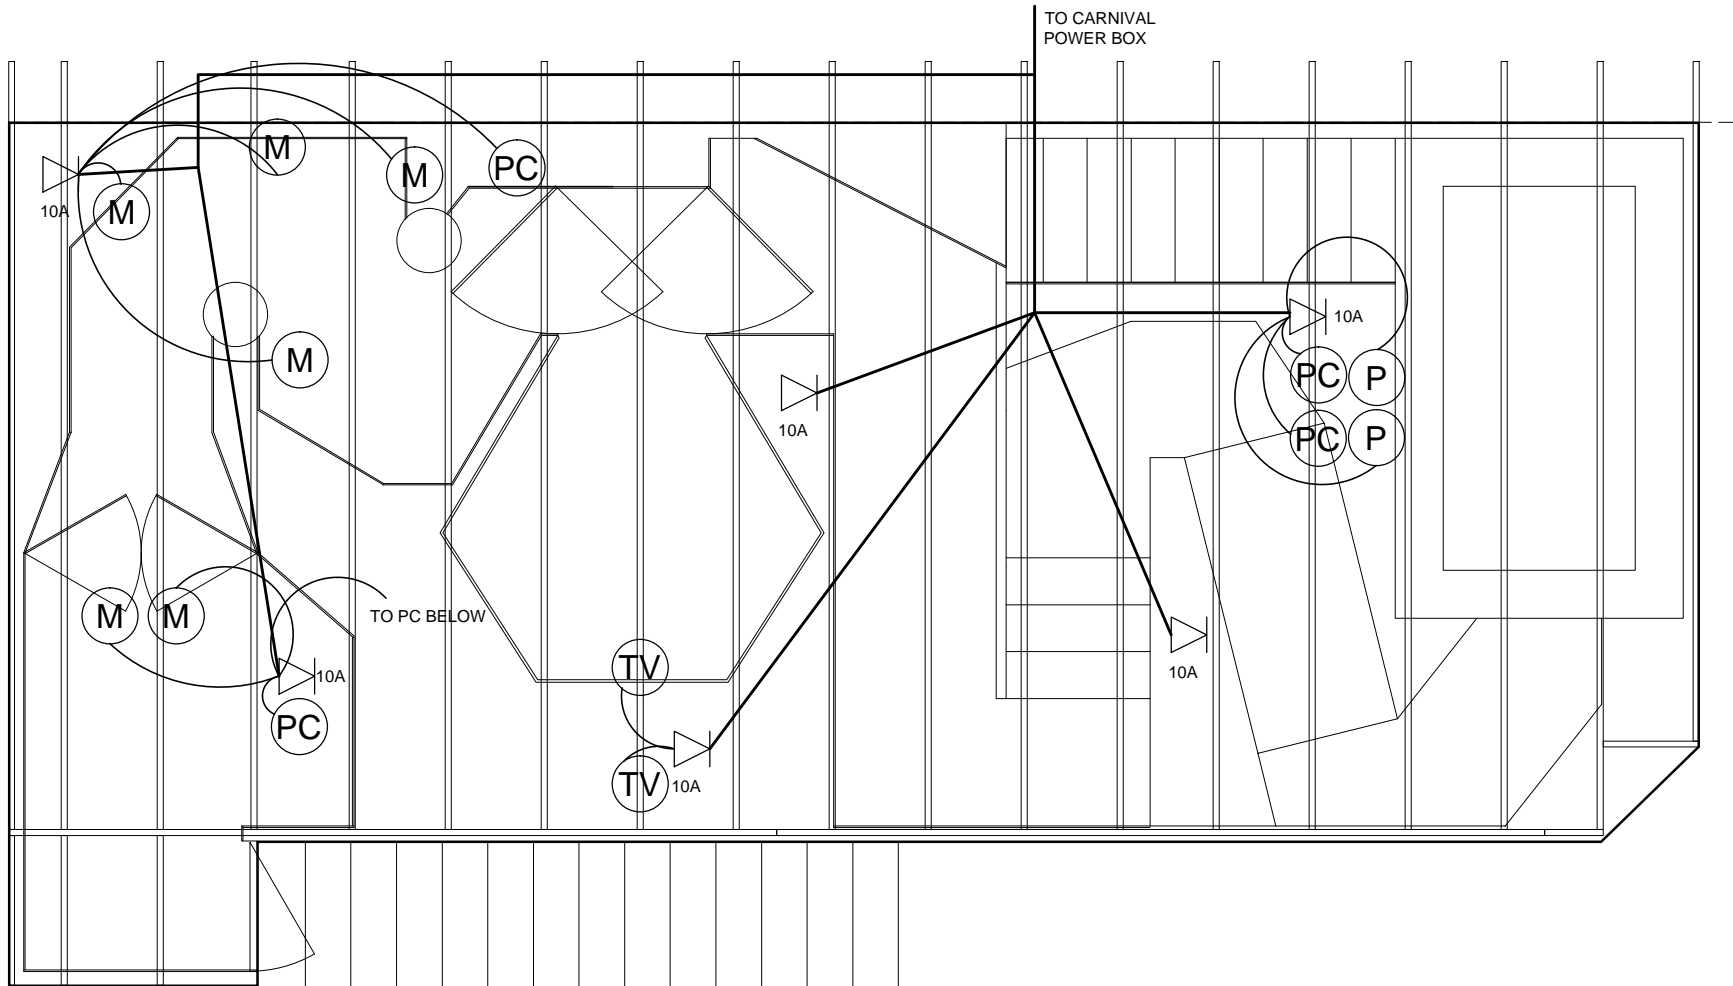 TO CARNIVAL
POWER BOX
M
M
PC
M
10A
10A
M
PC
P
10A
PC
P
M
M
TO PC BELOW
TV
10A
10A
PC
TV
10A